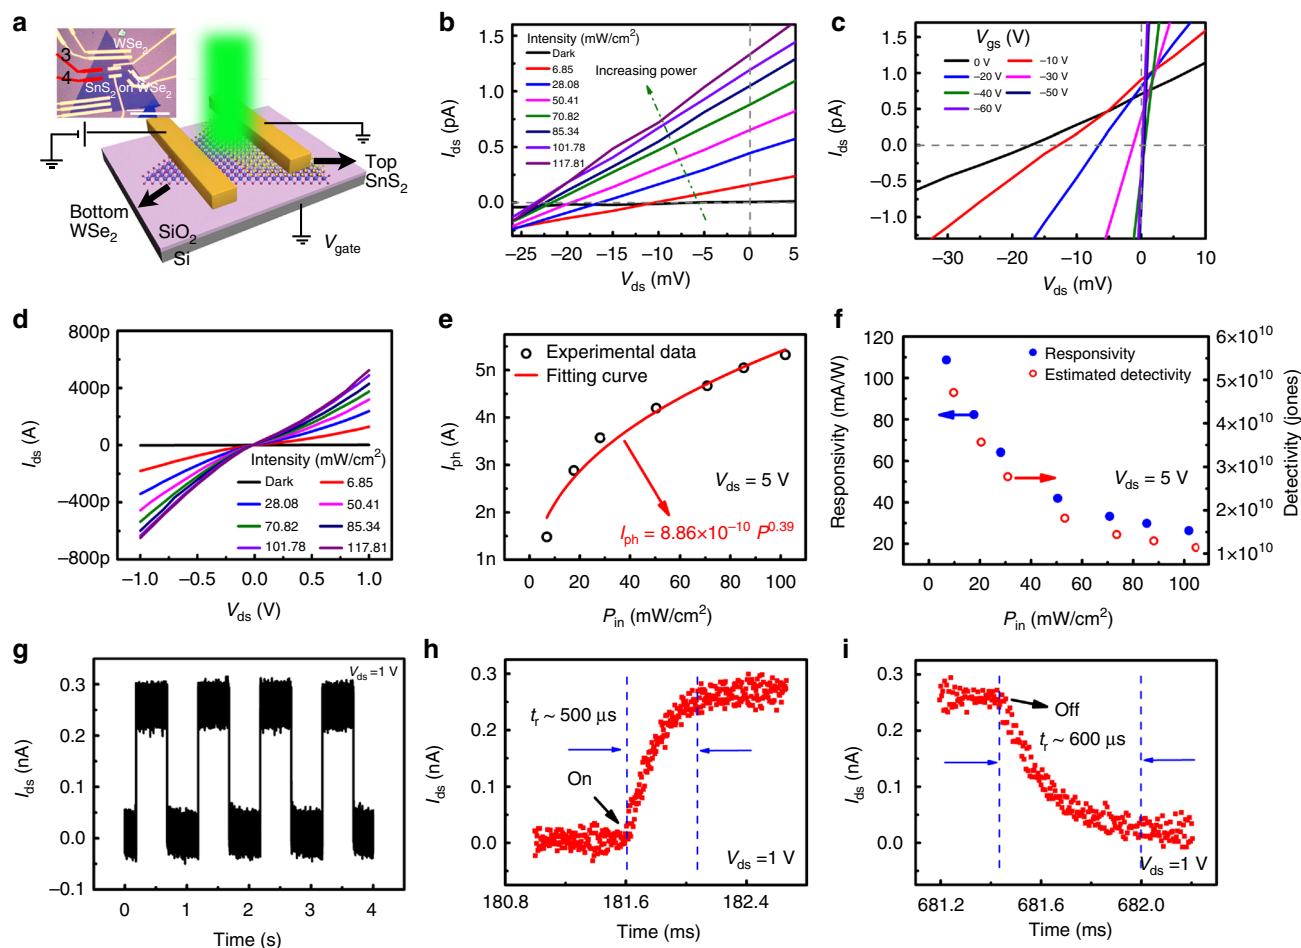 a
WSe2
3
4
SnS2 on WSe2
Top
SnS2
Bottom
WSe2
SiO2
Si
Vgate
b
Intensity (mW/cm²)
Dark
6.85
28.08
50.41
70.82
85.34
101.78
117.81
Increasing power
1.5
1.0
0.5
0.0
Ids (pA)
−25 −20 −15 −10 −5 0 5
Vds (mV)
c
Vgs (V)
0 V −10 V
−20 V −30 V
−40 V −50 V
−60 V
1.5
1.0
0.5
0.0
−0.5
−1.0
Ids (pA)
−30 −20 −10 0 10
Vds (mV)
d
800p
400p
0
−400p
−800p
Ids (A)
Intensity (mW/cm²)
Dark 6.85
28.08 50.41
70.82 85.34
101.78 117.81
−1.0 −0.5 0.0 0.5 1.0
Vds (V)
e
Experimental data
Fitting curve
5n
4n
3n
2n
1n
Iph (A)
Vds = 5 V
Iph = 8.86×10⁻¹⁰ P⁰·³⁹
0 20 40 60 80 100
Pin (mW/cm²)
f
Responsivity
Estimated detectivity
120
100
80
60
40
20
Responsivity (mA/W)
6×10¹⁰
5×10¹⁰
4×10¹⁰
3×10¹⁰
2×10¹⁰
1×10¹⁰
Detectivity (jones)
Vds = 5 V
0 20 40 60 80 100
Pin (mW/cm²)
g
Vds =1 V
0.3
0.2
0.1
0.0
−0.1
Ids (nA)
0 1 2 3 4
Time (s)
h
0.3
0.2
0.1
0.0
Ids (nA)
tr ~ 500 µs
On
Vds =1 V
180.8 181.6 182.4
Time (ms)
i
0.3
0.2
0.1
0.0
Ids (nA)
Off
tr ~ 600 µs
Vds =1 V
681.2 681.6 682.0
Time (ms)